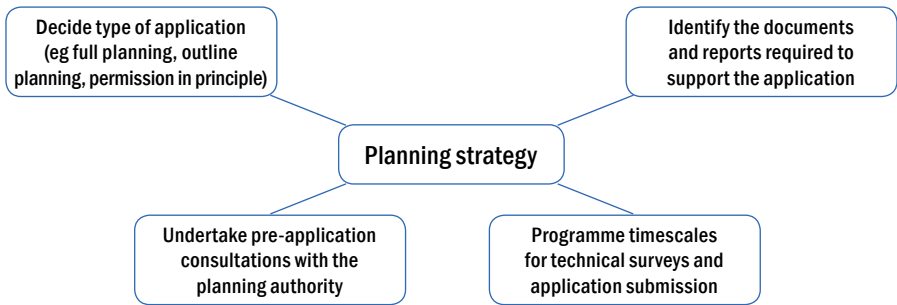 Decide type of application
(eg full planning, outline
planning, permission in principle)
Identify the documents
and reports required to
support the application
Planning strategy
Undertake pre-application
consultations with the
planning authority
Programme timescales
for technical surveys and
application submission